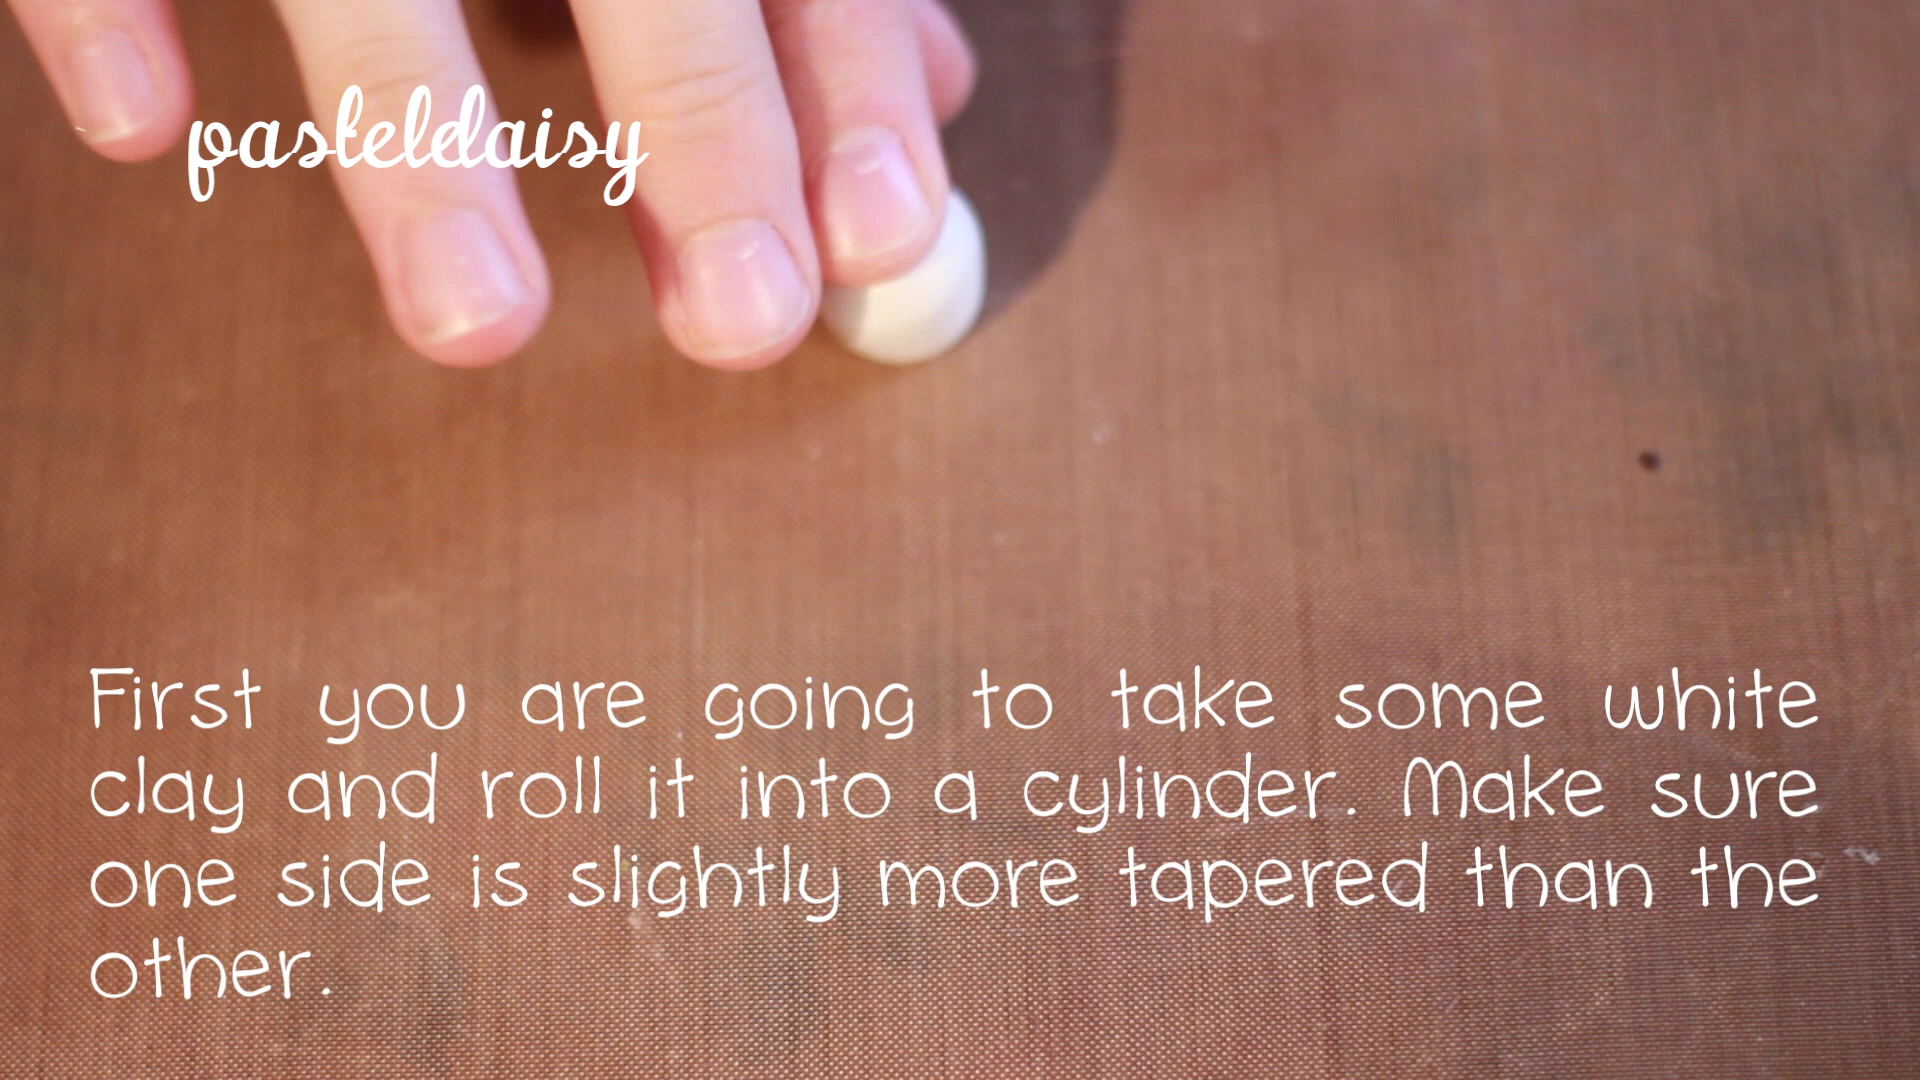 pasteldaisy
First you are going to take some white
clay and roll it into a cylinder. Make sure
one side is slightly more tapered than the
other.